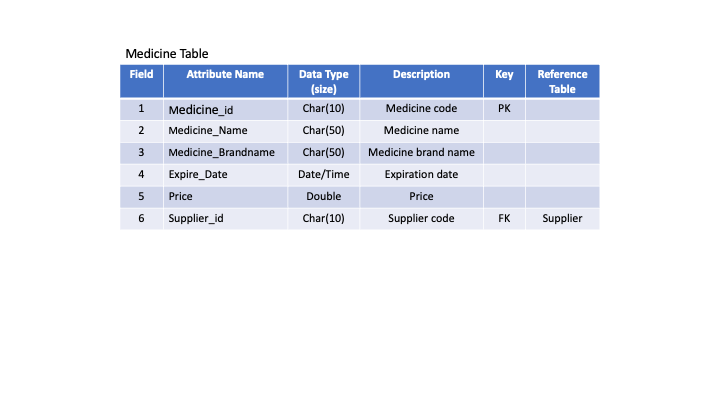 Medicine Table
Field Attribute Name Data Type (size) Description Key Reference Table
1 Medicine_id Char(10) Medicine code PK
2 Medicine_Name Char(50) Medicine name
3 Medicine_Brandname Char(50) Medicine brand name
4 Expire_Date Date/Time Expiration date
5 Price Double Price
6 Supplier_id Char(10) Supplier code FK Supplier